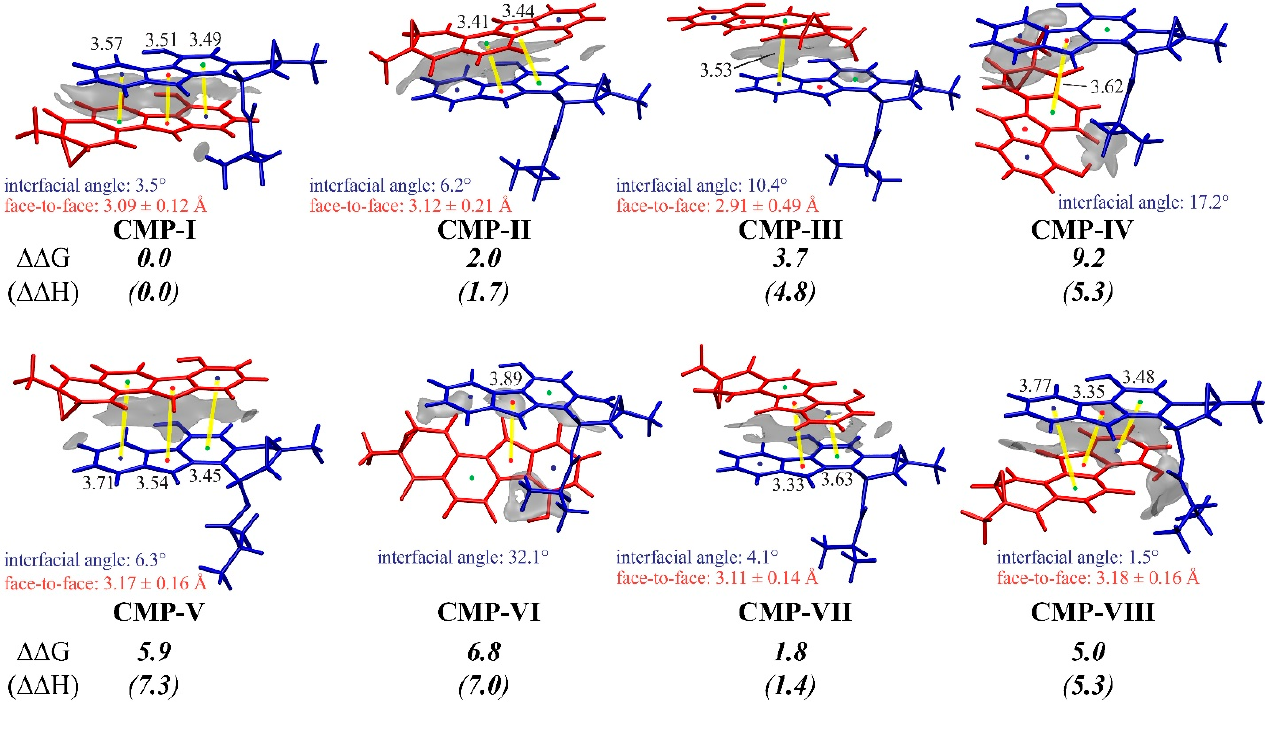 3.57 3.51 3.49
3.41 3.44
3.53
3.62
interfacial angle: 3.5°
face-to-face: 3.09 ± 0.12 Å
interfacial angle: 6.2°
face-to-face: 3.12 ± 0.21 Å
interfacial angle: 10.4°
face-to-face: 2.91 ± 0.49 Å
interfacial angle: 17.2°
CMP-I CMP-II CMP-III CMP-IV
ΔΔG 0.0 2.0 3.7 9.2
(ΔΔH) (0.0) (1.7) (4.8) (5.3)
3.71 3.54 3.45
3.89
3.33 3.63
3.77 3.35 3.48
interfacial angle: 6.3°
face-to-face: 3.17 ± 0.16 Å
interfacial angle: 32.1°
interfacial angle: 4.1°
face-to-face: 3.11 ± 0.14 Å
interfacial angle: 1.5°
face-to-face: 3.18 ± 0.16 Å
CMP-V CMP-VI CMP-VII CMP-VIII
ΔΔG 5.9 6.8 1.8 5.0
(ΔΔH) (7.3) (7.0) (1.4) (5.3)